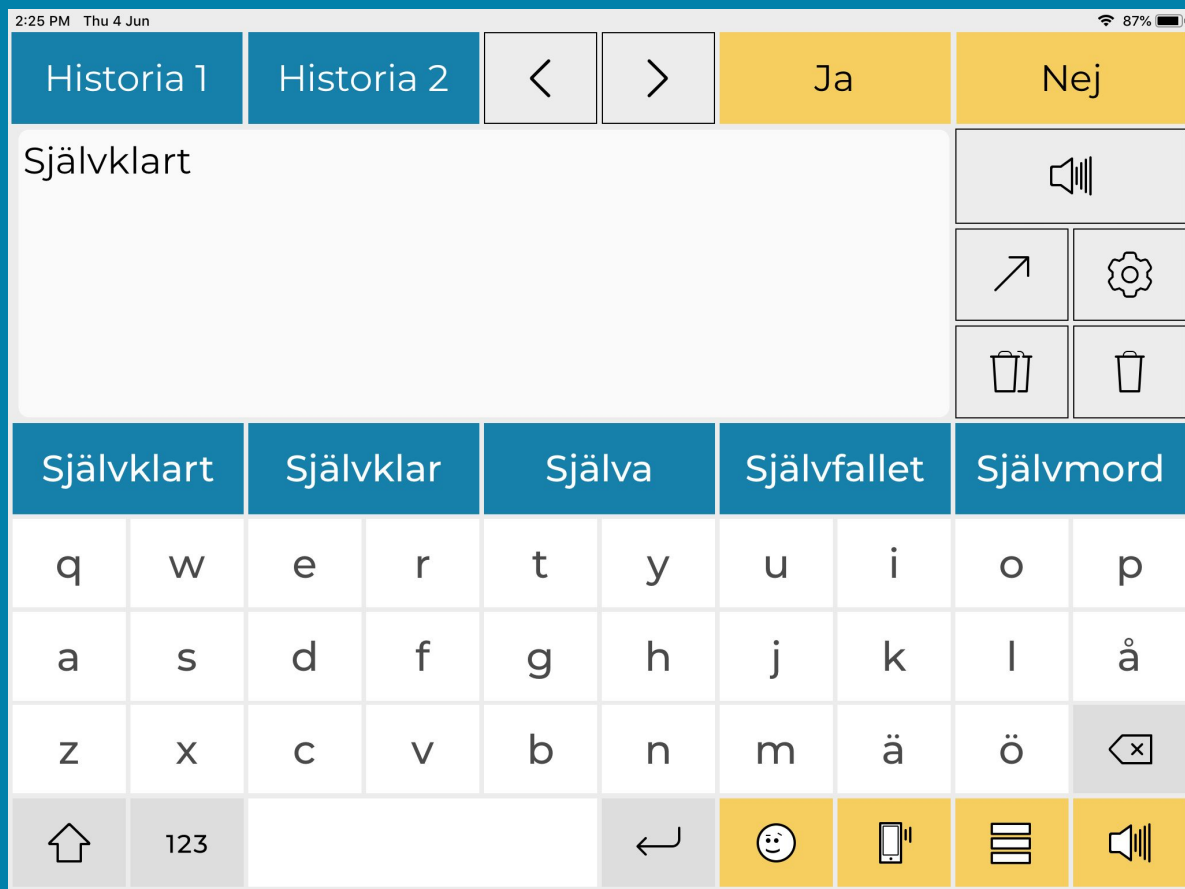 2:25 PM Thu 4 Jun 87%
Historia 1 Historia 2 Ja Nej
Självklart
Självklart Självklar Själva Självfallet Självmord
q w e r t y u i o p
a s d f g h j k l å
z x c v b n m ä ö
123